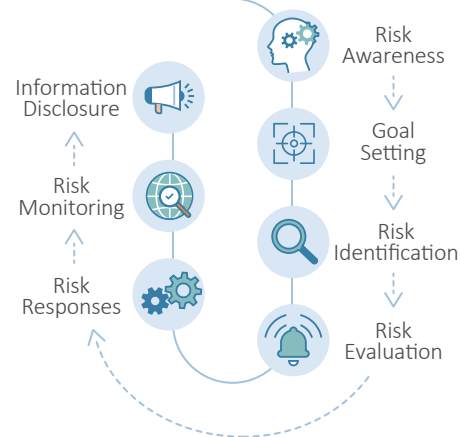 Risk
Awareness
Goal
Setting
Risk
Identification
Risk
Evaluation
Risk
Responses
Risk
Monitoring
Information
Disclosure